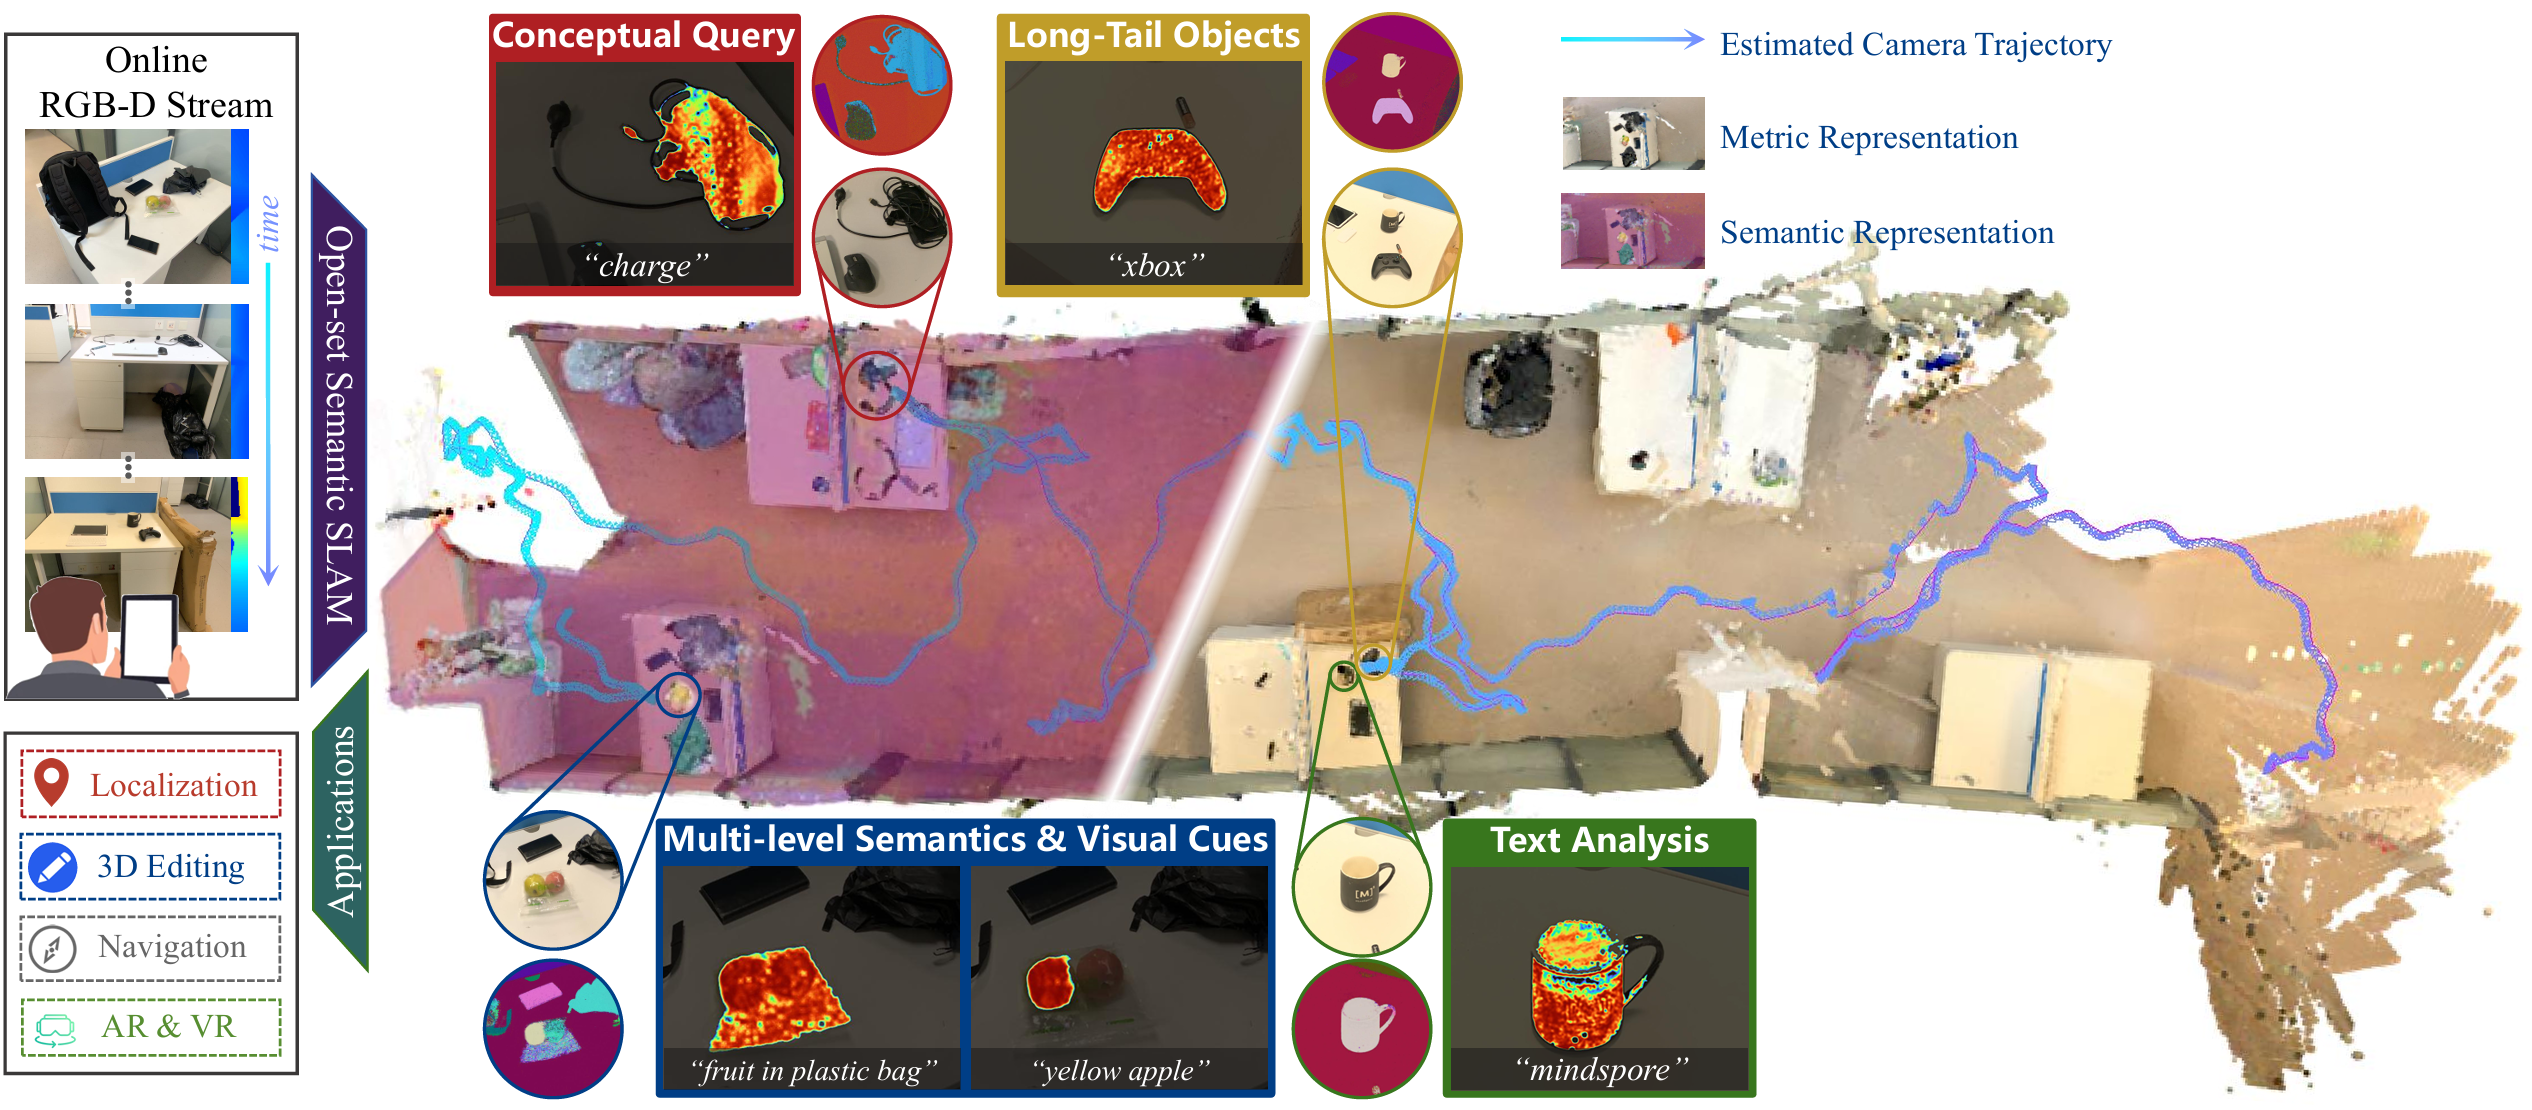 Online
RGB-D Stream
time
Open-set Semantic SLAM
Applications
Localization
3D Editing
Navigation
AR & VR
Conceptual Query
“charge”
Long-Tail Objects
“xbox”
Estimated Camera Trajectory
Metric Representation
Semantic Representation
Multi-level Semantics & Visual Cues
“fruit in plastic bag”
“yellow apple”
[M]
Text Analysis
“mindspore”